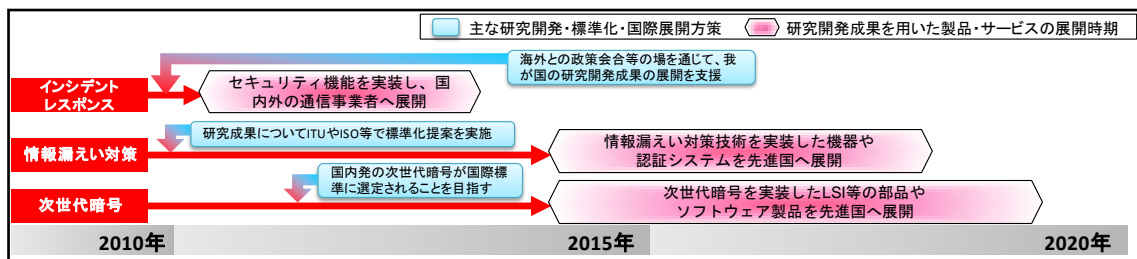 主な研究開発・標準化・国際展開方策
研究開発成果を用いた製品・サービスの展開時期
海外との政策会合等の場を通じて、我
が国の研究開発成果の展開を支援
インシデント
レスポンス
セキュリティ機能を実装し、国
内外の通信事業者へ展開
研究成果についてITUやISO等で標準化提案を実施
情報漏えい対策
情報漏えい対策技術を実装した機器や
認証システムを先進国へ展開
国内発の次世代暗号が国際標
準に選定されることを目指す
次世代暗号
次世代暗号を実装したLSI等の部品や
ソフトウェア製品を先進国へ展開
2010年
2015年
2020年